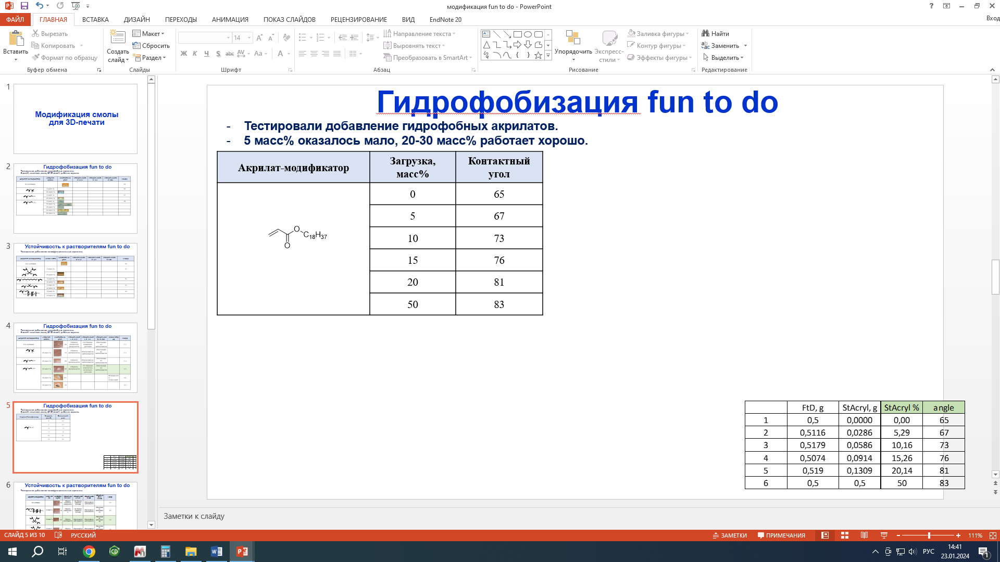 модификация fun to do - PowerPoint
ФАЙЛ ГЛАВНАЯ ВСТАВКА ДИЗАЙН ПЕРЕХОДЫ АНИМАЦИЯ ПОКАЗ СЛАЙДОВ РЕЦЕНЗИРОВАНИЕ ВИД EndNote 20
Вход
Вставить
Вырезать
Копировать
Формат по образцу
Буфер обмена
Создать слайд
Макет
Сбросить
Раздел
Слайды
14
Ж К Ч S abc AV Aa A
Шрифт
Направление текста
Выровнять текст
Преобразовать в SmartArt
Абзац
Упорядочить
Экспресс-стили
Заливка фигуры
Контур фигуры
Эффекты фигуры
Рисование
Найти
Заменить
Выделить
Редактирование
1
Модификация смолы
для 3D-печати
2
Гидрофобизация fun to do
3
Устойчивость к растворителям fun to do
4
Гидрофобизация fun to do
5
Гидрофобизация fun to do
6
Устойчивость к растворителям fun to do
Гидрофобизация fun to do
- Тестировали добавление гидрофобных акрилатов.
- 5 масс% оказалось мало, 20-30 масс% работает хорошо.
Акрилат-модификатор Загрузка, масс% Контактный угол
O O C18H37
0 65
5 67
10 73
15 76
20 81
50 83
FtD, g StAcryl, g StAcryl % angle
1 0,5 0,0000 0,00 65
2 0,5116 0,0286 5,29 67
3 0,5179 0,0586 10,16 73
4 0,5074 0,0914 15,26 76
5 0,519 0,1309 20,14 81
6 0,5 0,5 50 83
Заметки к слайду
СЛАЙД 5 ИЗ 10 РУССКИЙ ЗАМЕТКИ ПРИМЕЧАНИЯ 111%
РУС
14:41
23.01.2024
1